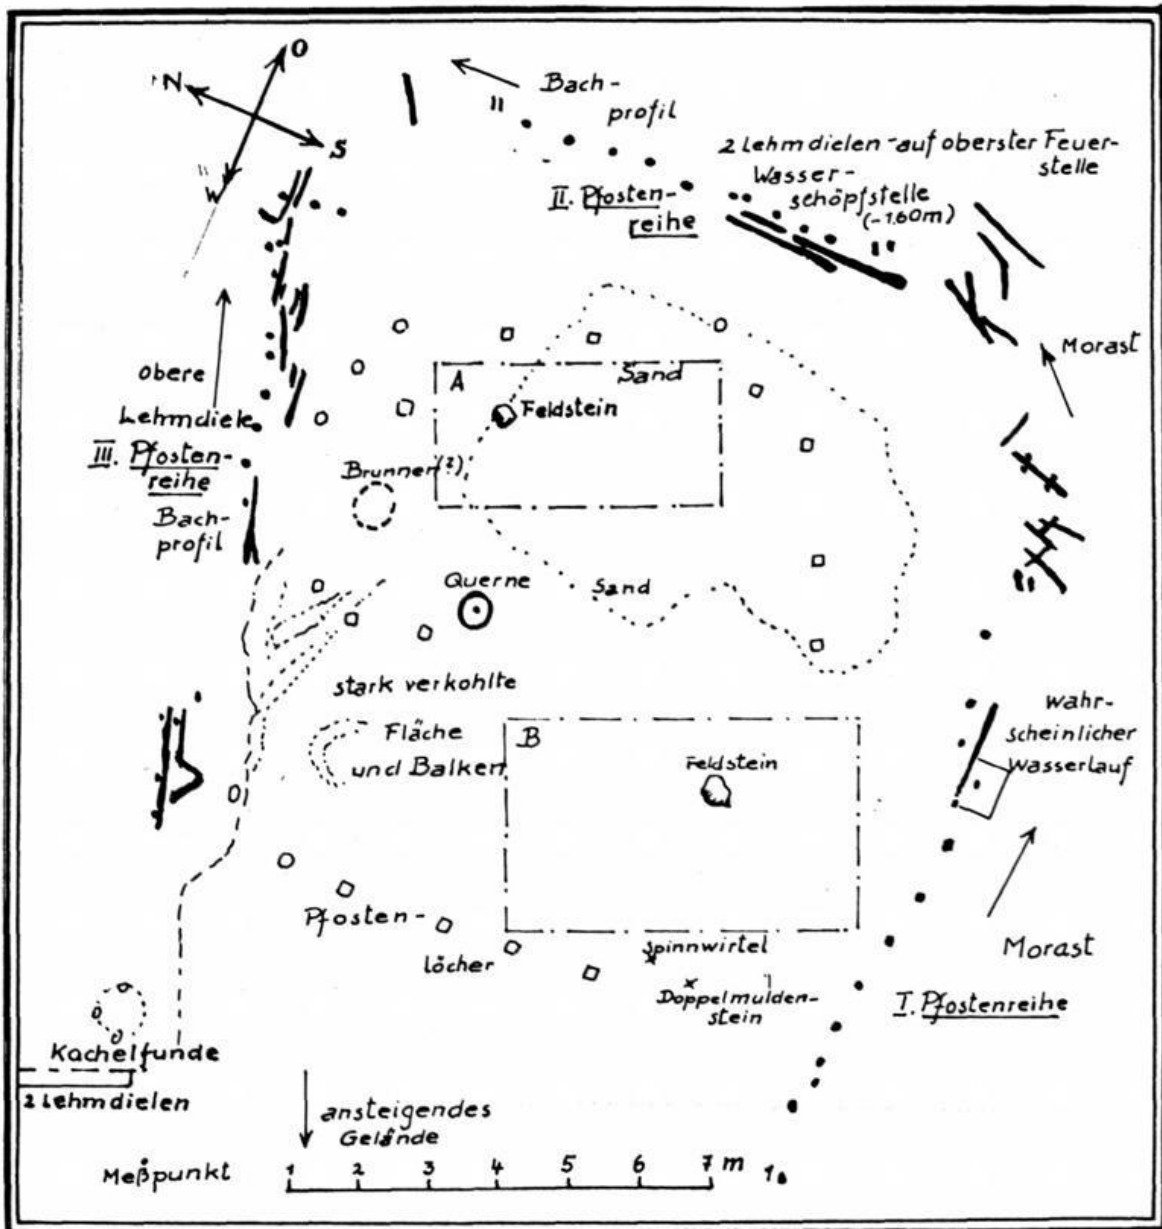 O
N
S
W
Bach-
profil
2 Lehmdielen - auf oberster Feuer-
stelle
Wasser-
schöpfstelle
(-1,60m)
II. Pfosten-
reihe
Morast
obere
Lehmdiele
III. Pfosten-
reihe
Bach-
profil
A
Sand
Feldstein
Brunnen(?)
Querne
Sand
stark verkohlte
Fläche
und Balken
B
Feldstein
wahr-
scheinlicher
Wasserlauf
Pfosten-
löcher
Spinnwirtel
Doppelmulden-
stein
Morast
I. Pfostenreihe
Kachelfunde
2 Lehmdielen
ansteigendes
Gelände
Meßpunkt
1 2 3 4 5 6 7 m
1